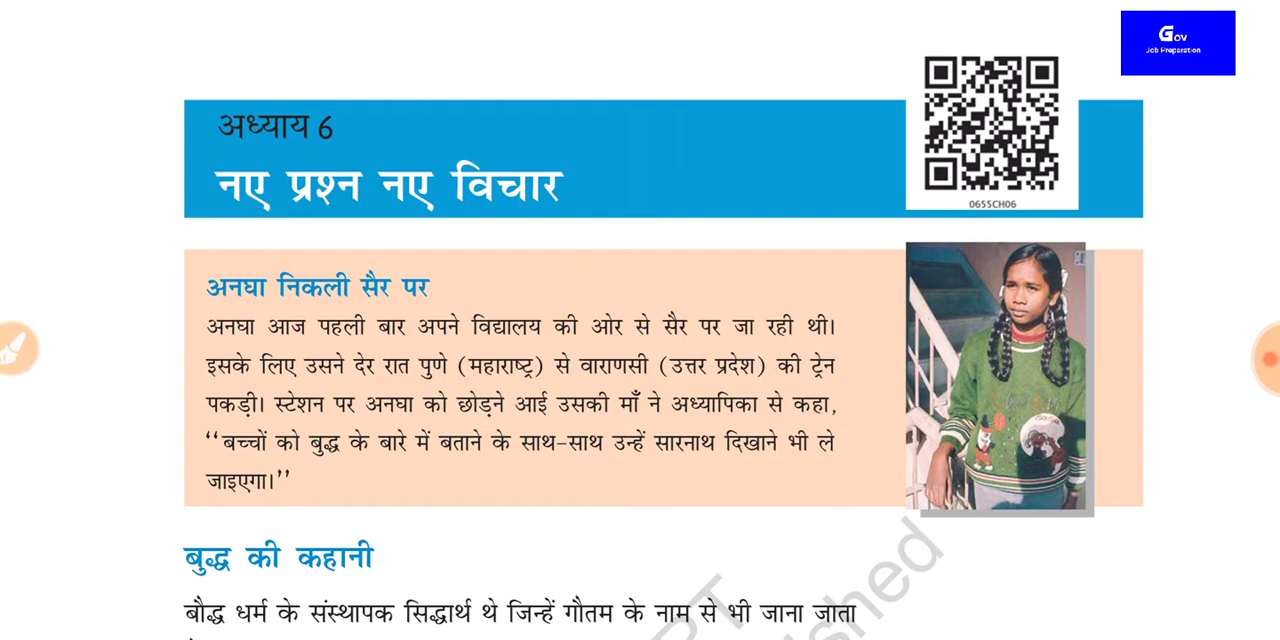 Gov
Job Preparation
अध्याय 6
नए प्रश्न नए विचार
0655CH06
अनघा निकली सैर पर
अनघा आज पहली बार अपने विद्यालय की ओर से सैर पर जा रही थी।
इसके लिए उसने देर रात पुणे (महाराष्ट्र) से वाराणसी (उत्तर प्रदेश) की ट्रेन
पकड़ी। स्टेशन पर अनघा को छोड़ने आई उसकी माँ ने अध्यापिका से कहा,
‘‘बच्चों को बुद्ध के बारे में बताने के साथ-साथ उन्हें सारनाथ दिखाने भी ले
जाइएगा।’’
बुद्ध की कहानी
बौद्ध धर्म के संस्थापक सिद्धार्थ थे जिन्हें गौतम के नाम से भी जाना जाता